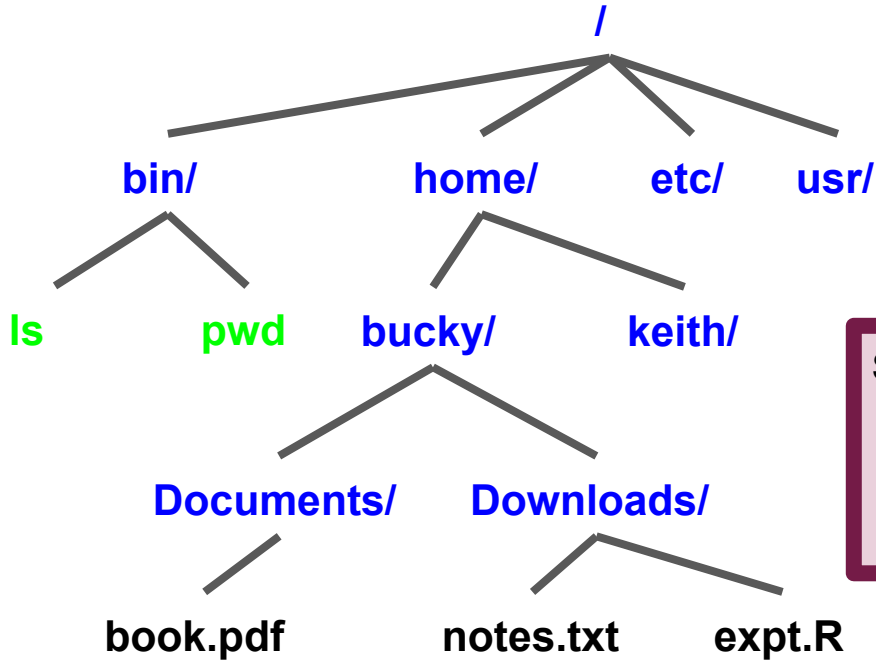 /
bin/ home/ etc/ usr/
ls pwd bucky/ keith/
Documents/ Downloads/
book.pdf notes.txt expt.R